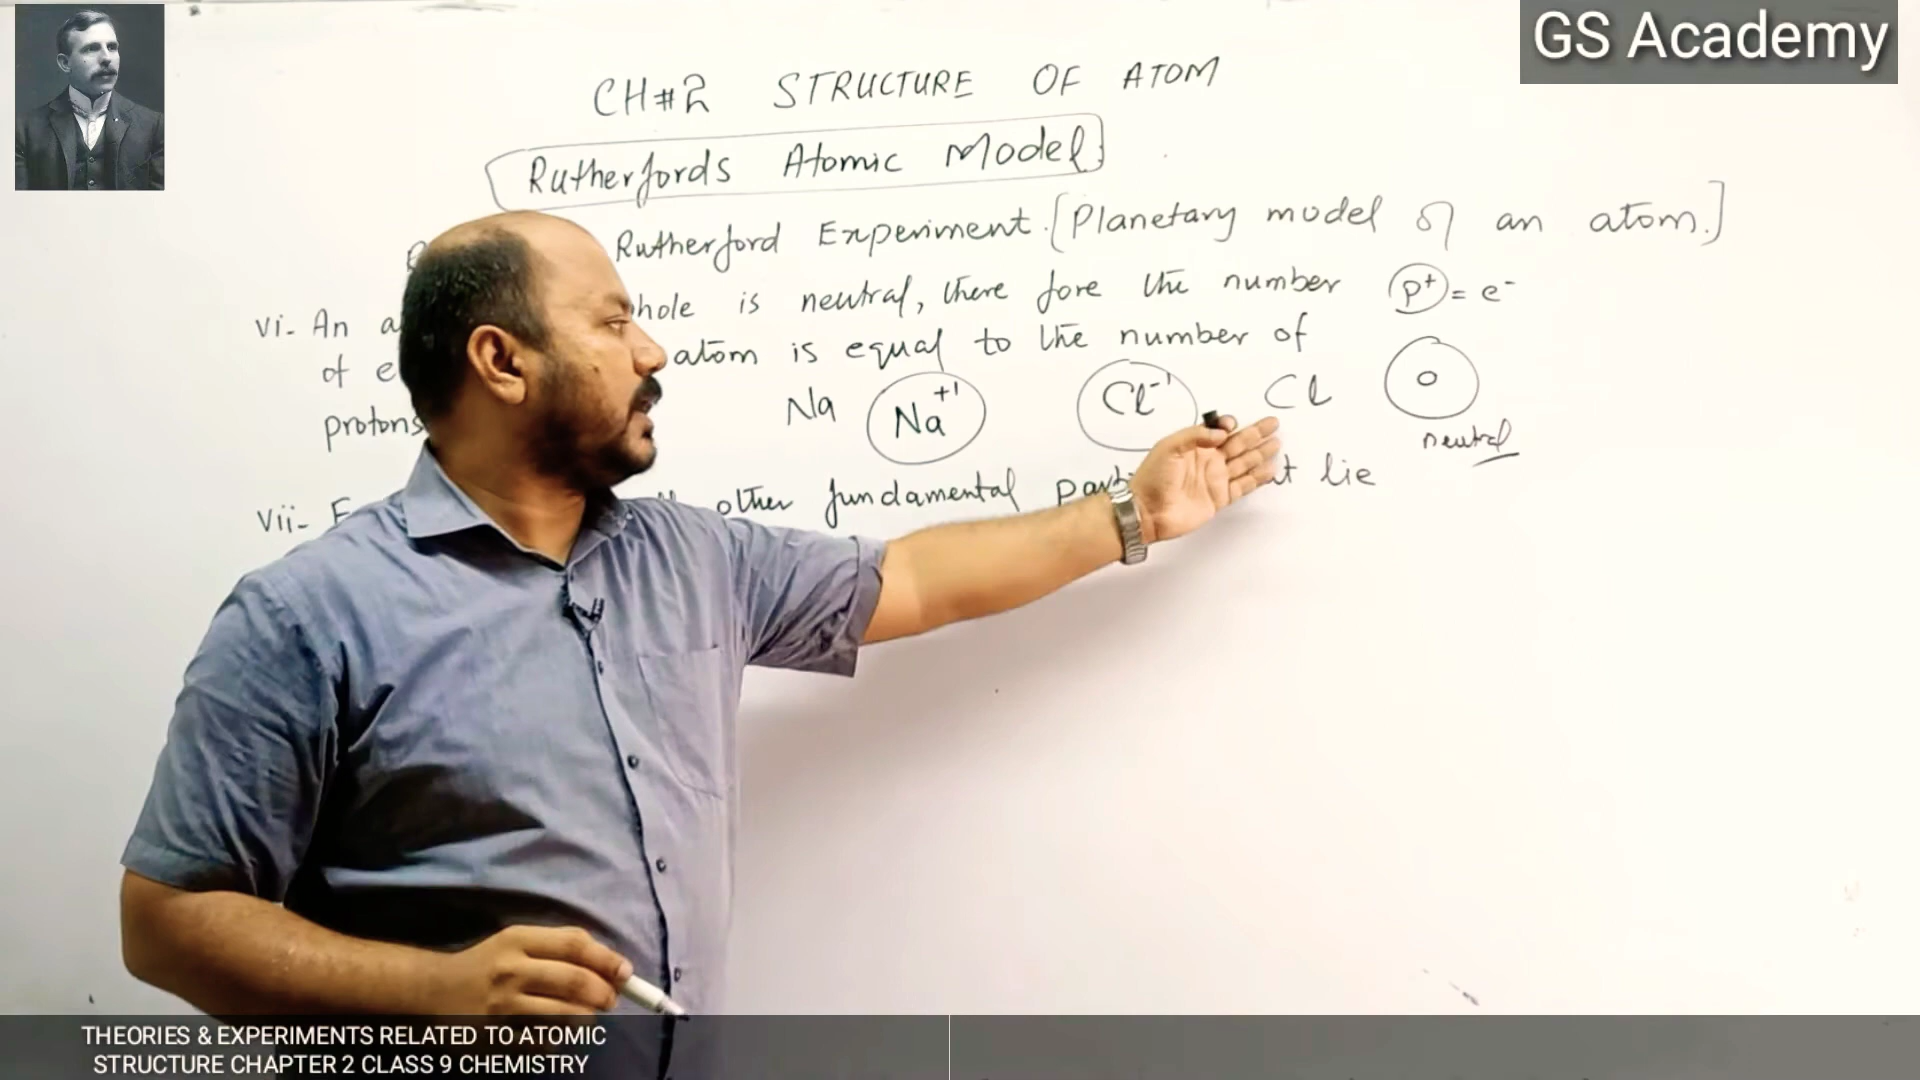 GS Academy
CH#2 STRUCTURE OF ATOM
Rutherfords Atomic Model
Rutherford Experiment. [Planetary model of an atom.]
vi- An a hole is neutral, there fore the number p+ = e-
of e atom is equal to the number of
protons Na Na+1 Cl-1 Cl O
neutral
vii- E other fundamental part t lie
THEORIES & EXPERIMENTS RELATED TO ATOMIC
STRUCTURE CHAPTER 2 CLASS 9 CHEMISTRY